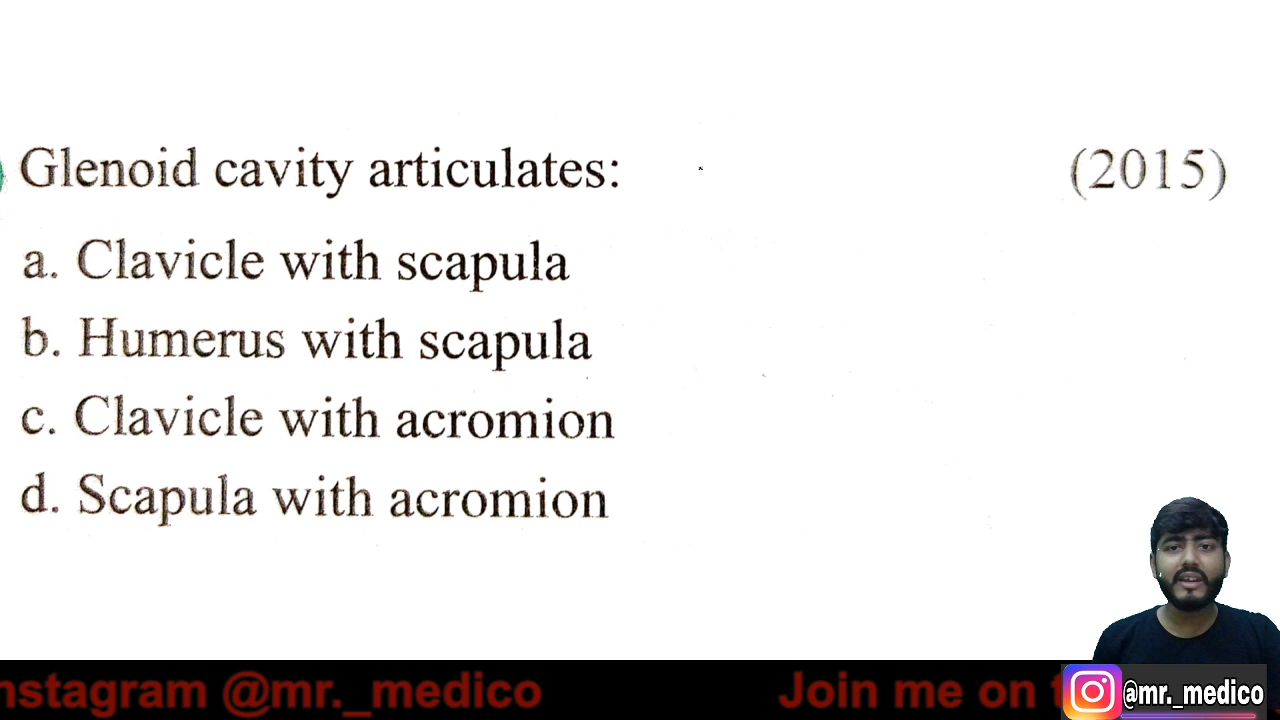 Glenoid cavity articulates: (2015)
a. Clavicle with scapula
b. Humerus with scapula
c. Clavicle with acromion
d. Scapula with acromion
nstagram @mr._medico Join me on @mr._medico